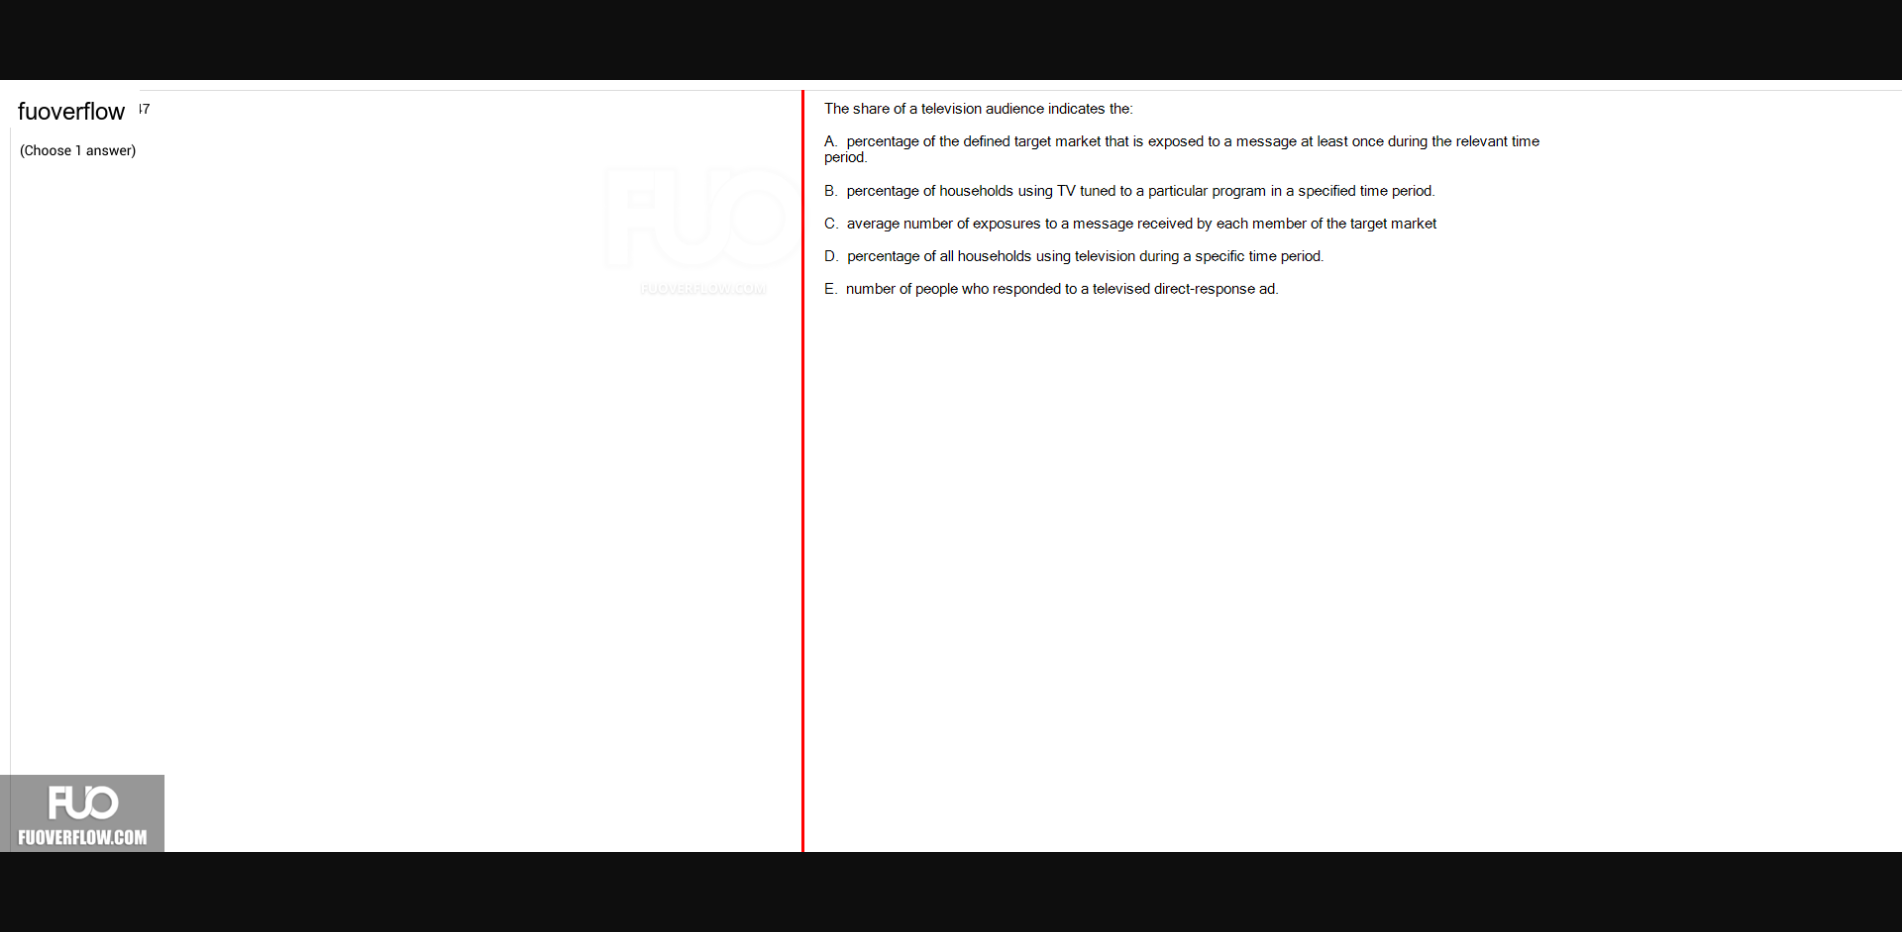 fuoverflow 47
(Choose 1 answer)
The share of a television audience indicates the:
A. percentage of the defined target market that is exposed to a message at least once during the relevant time
period.
B. percentage of households using TV tuned to a particular program in a specified time period.
C. average number of exposures to a message received by each member of the target market
D. percentage of all households using television during a specific time period.
E. number of people who responded to a televised direct-response ad.
FUO
FUOVERFLOW.COM
FUO
FUOVERFLOW.COM